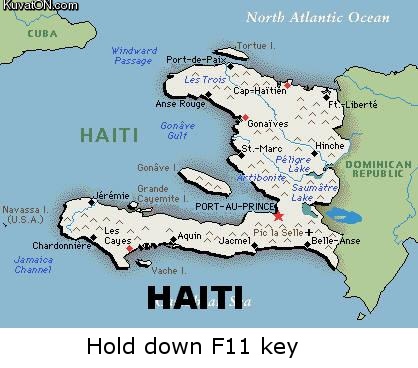 KuvatON.com
North Atlantic Ocean
CUBA
Windward
Passage
Tortue I.
Port-de-Paix
Les Trois
Cap-Haïtien
Anse Rouge
Ft.-Liberté
Gonaïves
HAITI
Gonâve
Gulf
St.-Marc
Hinche
Péligre
Lake
DOMINICAN
REPUBLIC
Gonâve I.
Artibonite
Saumâtre
Lake
Grande
Cayemite I.
Jérémie
PORT-AU-PRINCE
Navassa I.
(U.S.A.)
Les
Cayes
Aquin
Pic la Selle
Chardonnière
Jacmel
Belle-Anse
Jamaica
Channel
Vache I.
HAITI
Sea
Hold down F11 key